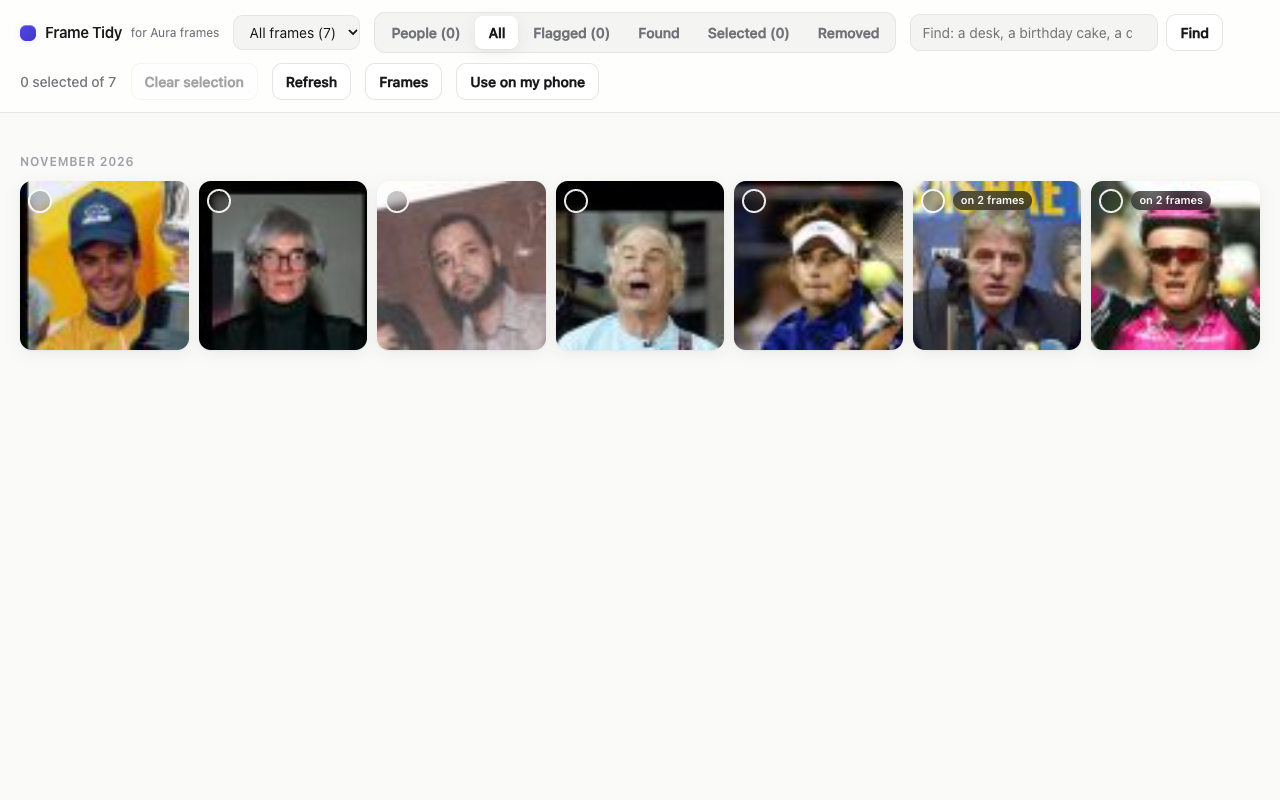 Frame Tidy for Aura frames All frames (7) People (0) All Flagged (0) Found Selected (0) Removed Find: a desk, a birthday cake, a c Find
0 selected of 7 Clear selection Refresh Frames Use on my phone
NOVEMBER 2026
on 2 frames on 2 frames